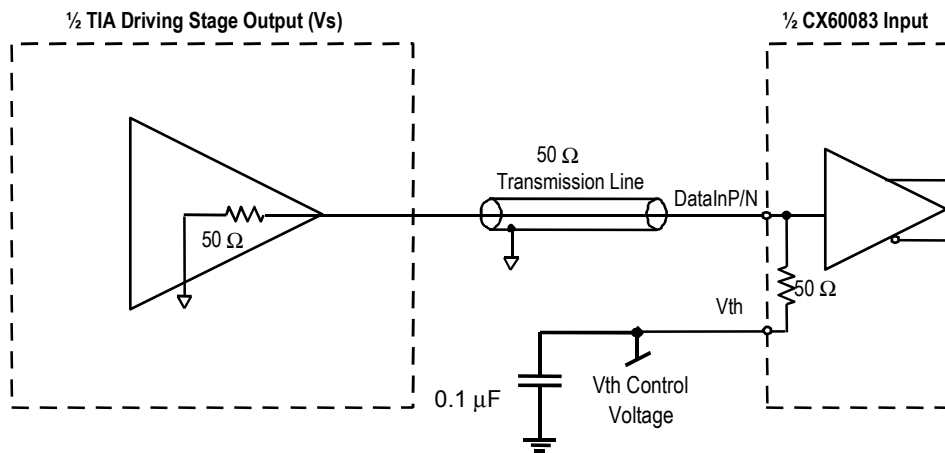 ½ TIA Driving Stage Output (Vs)
½ CX60083 Input
50 Ω
Transmission Line
DataInP/N
50 Ω
50 Ω
Vth
Vth Control
Voltage
0.1 μF